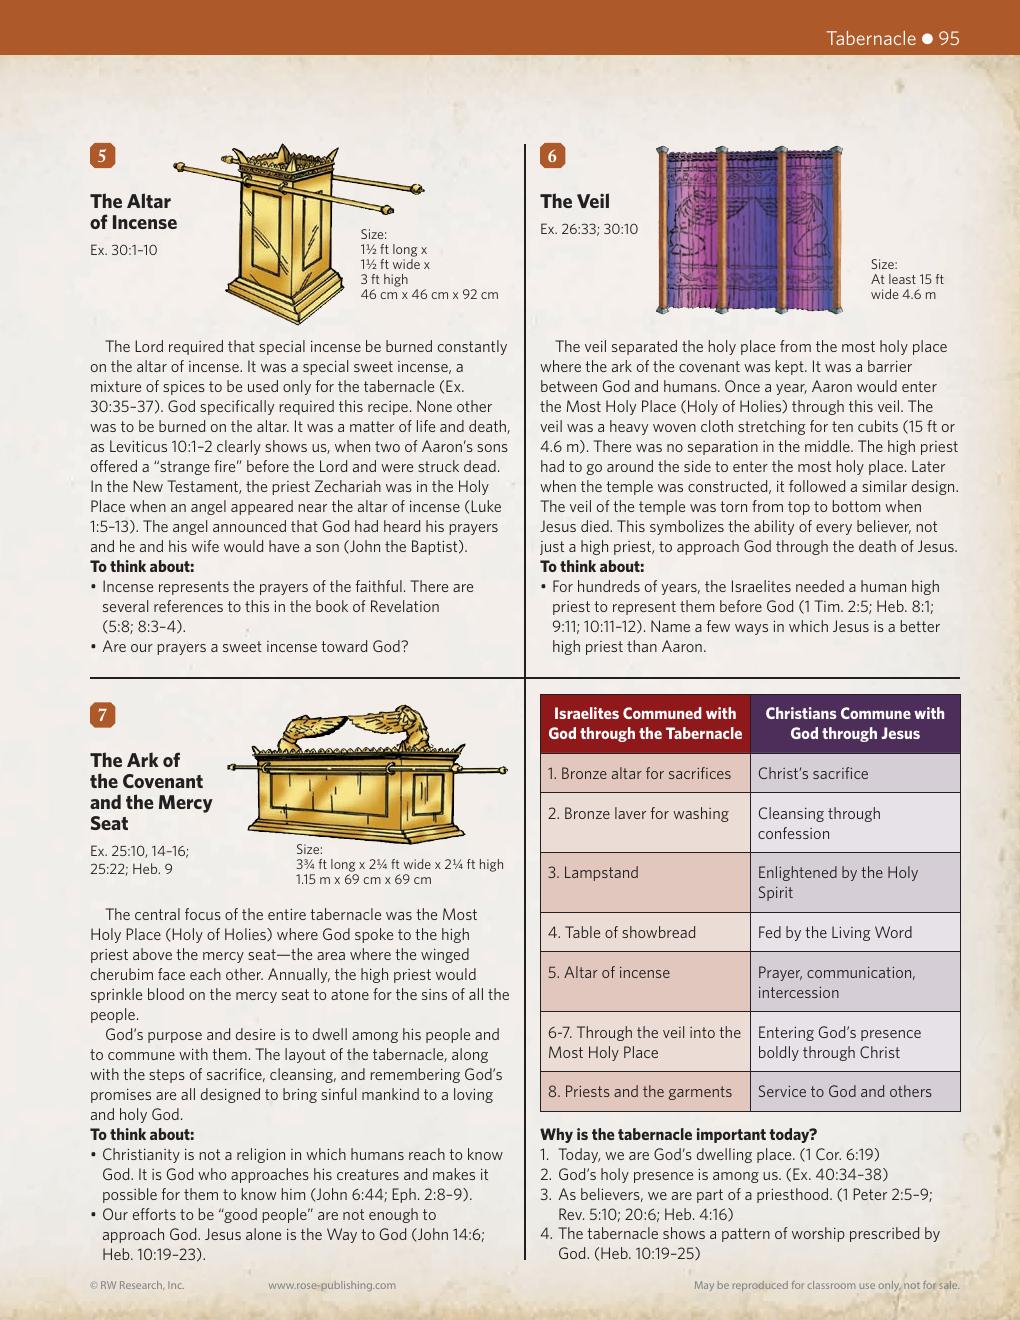 Tabernacle ● 95
5
The Altar
of Incense
Ex. 30:1–10
Size:
1½ ft long x
1½ ft wide x
3 ft high
46 cm x 46 cm x 92 cm
The Lord required that special incense be burned constantly
on the altar of incense. It was a special sweet incense, a
mixture of spices to be used only for the tabernacle (Ex.
30:35–37). God specifically required this recipe. None other
was to be burned on the altar. It was a matter of life and death,
as Leviticus 10:1–2 clearly shows us, when two of Aaron’s sons
offered a “strange fire” before the Lord and were struck dead.
In the New Testament, the priest Zechariah was in the Holy
Place when an angel appeared near the altar of incense (Luke
1:5–13). The angel announced that God had heard his prayers
and he and his wife would have a son (John the Baptist).
To think about:
• Incense represents the prayers of the faithful. There are
several references to this in the book of Revelation
(5:8; 8:3–4).
• Are our prayers a sweet incense toward God?
6
The Veil
Ex. 26:33; 30:10
Size:
At least 15 ft
wide 4.6 m
The veil separated the holy place from the most holy place
where the ark of the covenant was kept. It was a barrier
between God and humans. Once a year, Aaron would enter
the Most Holy Place (Holy of Holies) through this veil. The
veil was a heavy woven cloth stretching for ten cubits (15 ft or
4.6 m). There was no separation in the middle. The high priest
had to go around the side to enter the most holy place. Later
when the temple was constructed, it followed a similar design.
The veil of the temple was torn from top to bottom when
Jesus died. This symbolizes the ability of every believer, not
just a high priest, to approach God through the death of Jesus.
To think about:
• For hundreds of years, the Israelites needed a human high
priest to represent them before God (1 Tim. 2:5; Heb. 8:1;
9:11; 10:11–12). Name a few ways in which Jesus is a better
high priest than Aaron.
7
The Ark of
the Covenant
and the Mercy
Seat
Ex. 25:10, 14–16;
25:22; Heb. 9
Size:
3¾ ft long x 2¼ ft wide x 2¼ ft high
1.15 m x 69 cm x 69 cm
The central focus of the entire tabernacle was the Most
Holy Place (Holy of Holies) where God spoke to the high
priest above the mercy seat—the area where the winged
cherubim face each other. Annually, the high priest would
sprinkle blood on the mercy seat to atone for the sins of all the
people.
God’s purpose and desire is to dwell among his people and
to commune with them. The layout of the tabernacle, along
with the steps of sacrifice, cleansing, and remembering God’s
promises are all designed to bring sinful mankind to a loving
and holy God.
To think about:
• Christianity is not a religion in which humans reach to know
God. It is God who approaches his creatures and makes it
possible for them to know him (John 6:44; Eph. 2:8–9).
• Our efforts to be “good people” are not enough to
approach God. Jesus alone is the Way to God (John 14:6;
Heb. 10:19–23).
Israelites Communed with
God through the Tabernacle
Christians Commune with
God through Jesus
1. Bronze altar for sacrifices
Christ’s sacrifice
2. Bronze laver for washing
Cleansing through
confession
3. Lampstand
Enlightened by the Holy
Spirit
4. Table of showbread
Fed by the Living Word
5. Altar of incense
Prayer, communication,
intercession
6-7. Through the veil into the
Most Holy Place
Entering God’s presence
boldly through Christ
8. Priests and the garments
Service to God and others
Why is the tabernacle important today?
1. Today, we are God’s dwelling place. (1 Cor. 6:19)
2. God’s holy presence is among us. (Ex. 40:34–38)
3. As believers, we are part of a priesthood. (1 Peter 2:5–9;
Rev. 5:10; 20:6; Heb. 4:16)
4. The tabernacle shows a pattern of worship prescribed by
God. (Heb. 10:19–25)
© RW Research, Inc.
www.rose-publishing.com
May be reproduced for classroom use only, not for sale.